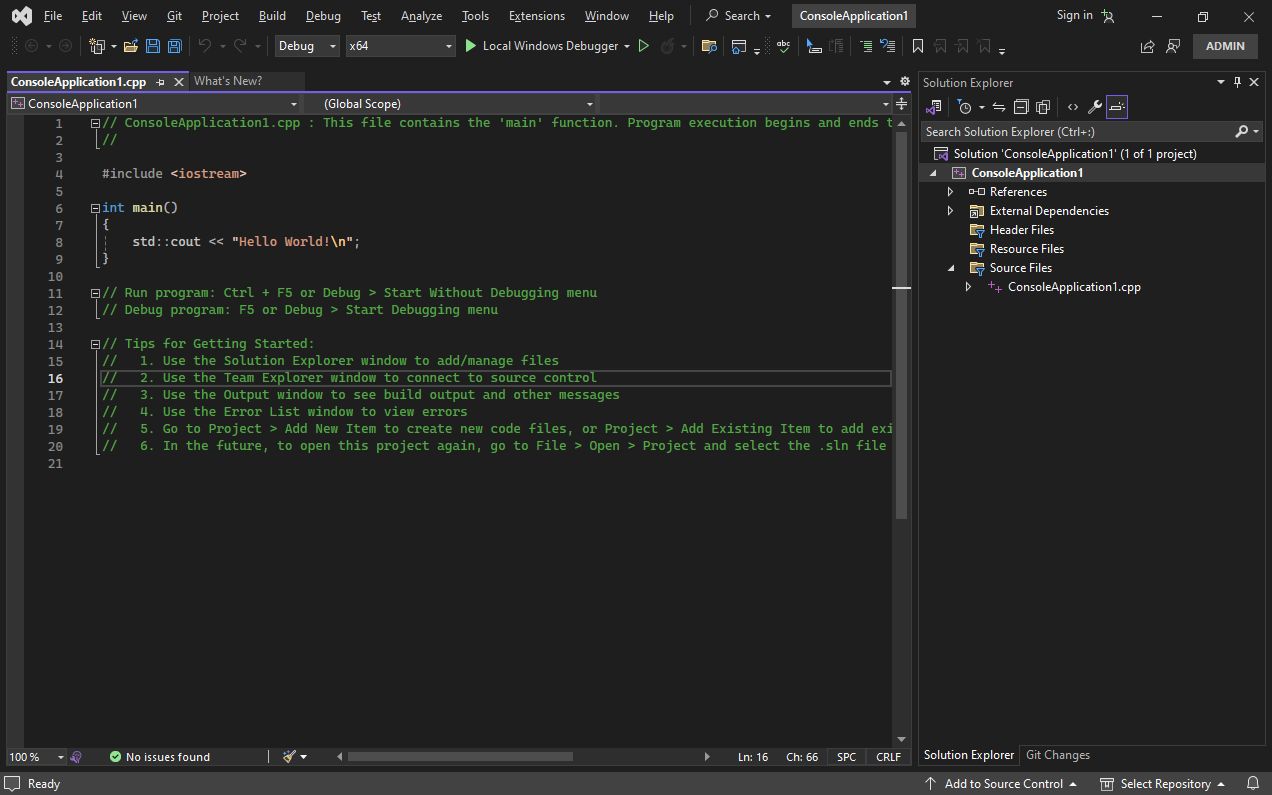 File Edit View Git Project Build Debug Test Analyze Tools Extensions Window Help Search ConsoleApplication1 Sign in
Debug x64 Local Windows Debugger abc ADMIN
ConsoleApplication1.cpp What's New?
ConsoleApplication1 (Global Scope)
1 // ConsoleApplication1.cpp : This file contains the 'main' function. Program execution begins and ends t
2 //
3
4 #include <iostream>
5
6 int main()
7 {
8 std::cout << "Hello World!\n";
9 }
10
11 // Run program: Ctrl + F5 or Debug > Start Without Debugging menu
12 // Debug program: F5 or Debug > Start Debugging menu
13
14 // Tips for Getting Started:
15 // 1. Use the Solution Explorer window to add/manage files
16 // 2. Use the Team Explorer window to connect to source control
17 // 3. Use the Output window to see build output and other messages
18 // 4. Use the Error List window to view errors
19 // 5. Go to Project > Add New Item to create new code files, or Project > Add Existing Item to add exi
20 // 6. In the future, to open this project again, go to File > Open > Project and select the .sln file
21
100 % No issues found Ln: 16 Ch: 66 SPC CRLF
Solution Explorer
Search Solution Explorer (Ctrl+:)
Solution 'ConsoleApplication1' (1 of 1 project)
ConsoleApplication1
References
External Dependencies
Header Files
Resource Files
Source Files
ConsoleApplication1.cpp
Solution Explorer Git Changes
Ready Add to Source Control Select Repository